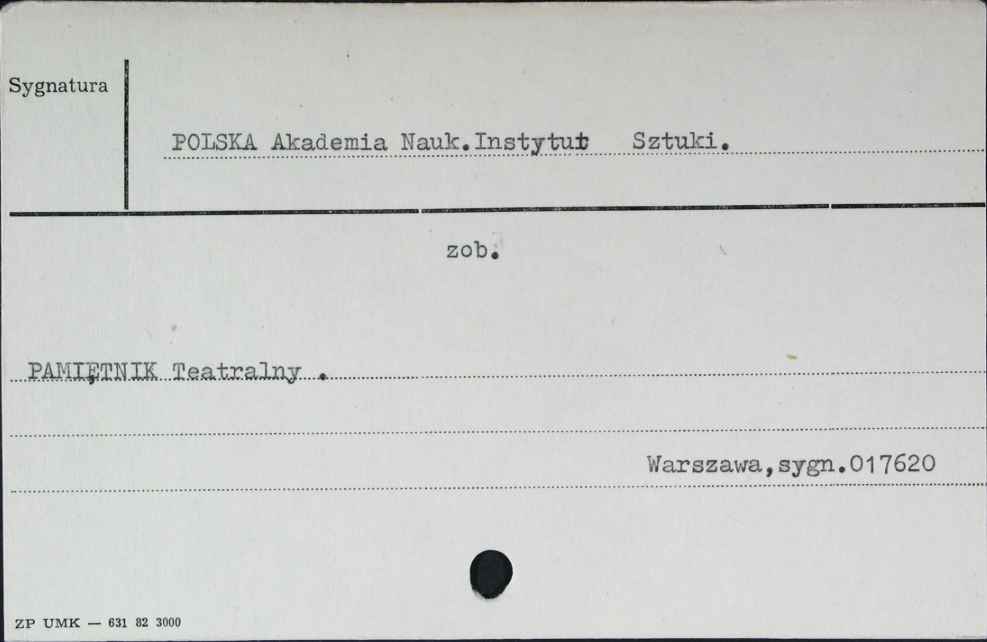 Sygnatura
POLSKA Akademia Nauk.Instytut Sztuki.
zob.
PAMIĘTNIK Teatralny .
Warszawa,sygn.017620
ZP UMK — 631 82 3000